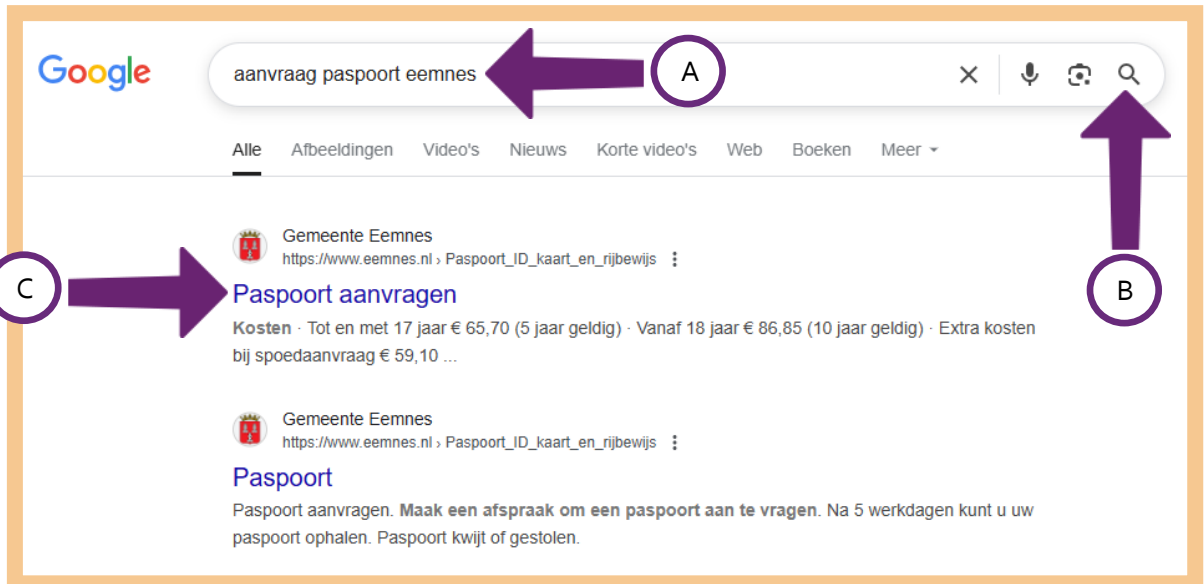 Google
aanvraag paspoort eemnes
A
Alle Afbeeldingen Video's Nieuws Korte video's Web Boeken Meer
B
C
Gemeente Eemnes
https://www.eemnes.nl › Paspoort_ID_kaart_en_rijbewijs
Paspoort aanvragen
Kosten · Tot en met 17 jaar € 65,70 (5 jaar geldig) · Vanaf 18 jaar € 86,85 (10 jaar geldig) · Extra kosten
bij spoedaanvraag € 59,10 ...
Gemeente Eemnes
https://www.eemnes.nl › Paspoort_ID_kaart_en_rijbewijs
Paspoort
Paspoort aanvragen. Maak een afspraak om een paspoort aan te vragen. Na 5 werkdagen kunt u uw
paspoort ophalen. Paspoort kwijt of gestolen.